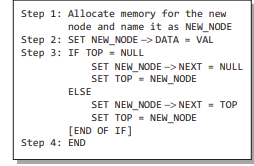 Step 1: Allocate memory for the new
node and name it as NEW_NODE
Step 2: SET NEW_NODE —> DATA = VAL
Step 3: IF TOP = NULL
SET NEW_NODE —> NEXT = NULL
SET TOP = NEW_NODE
ELSE
SET NEW_NODE —> NEXT = TOP
SET TOP = NEW_NODE
[END OF IF]
Step 4: END